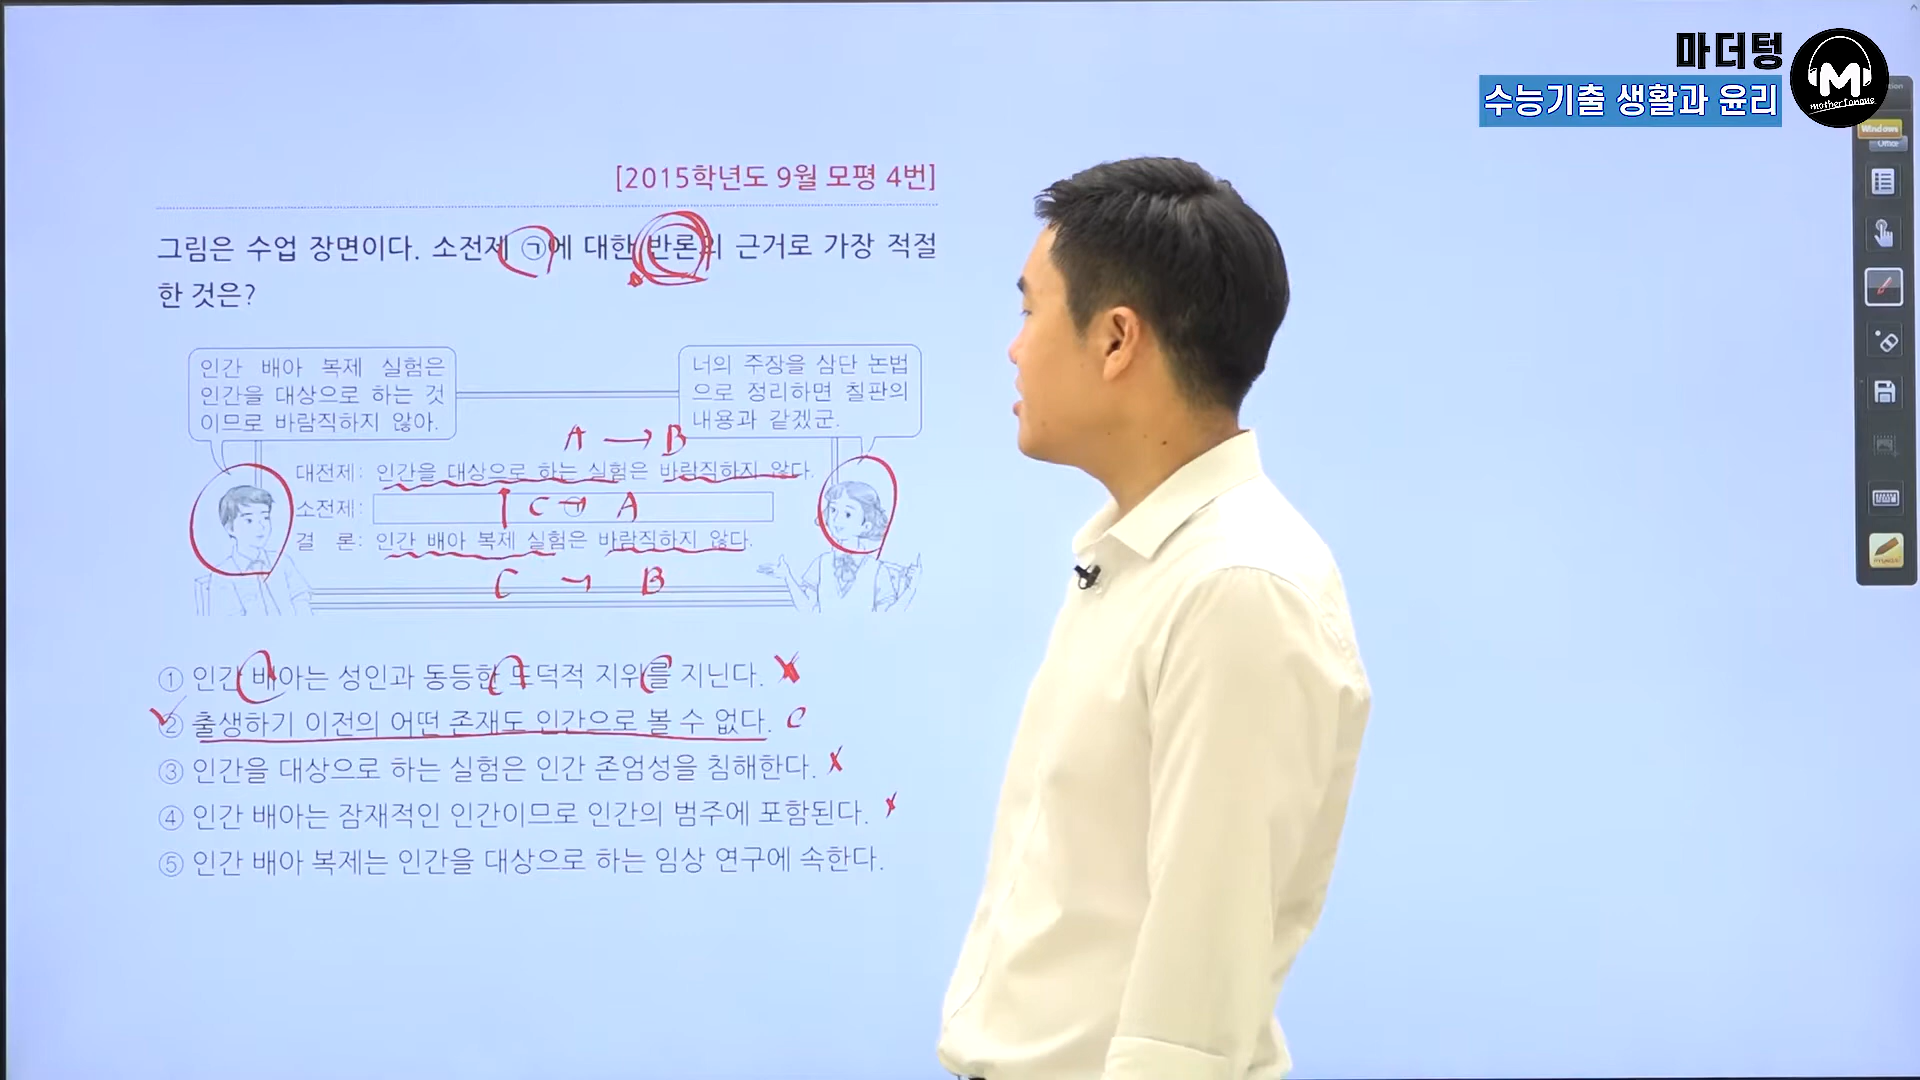 마더텅
수능기출 생활과 윤리
M
mothertongue
Windows
Office
[2015학년도 9월 모평 4번]
그림은 수업 장면이다. 소전제 ㉠에 대한 반론의 근거로 가장 적절
한 것은?
인간 배아 복제 실험은
인간을 대상으로 하는 것
이므로 바람직하지 않아.
너의 주장을 삼단 논법
으로 정리하면 칠판의
내용과 같겠군.
A → B
대전제: 인간을 대상으로 하는 실험은 바람직하지 않다.
소전제: C → A
㉠
결 론: 인간 배아 복제 실험은 바람직하지 않다.
C → B
① 인간 배아는 성인과 동등한 도덕적 지위를 지닌다. X
② 출생하기 이전의 어떤 존재도 인간으로 볼 수 없다.
③ 인간을 대상으로 하는 실험은 인간 존엄성을 침해한다. X
④ 인간 배아는 잠재적인 인간이므로 인간의 범주에 포함된다. X
⑤ 인간 배아 복제는 인간을 대상으로 하는 임상 연구에 속한다.